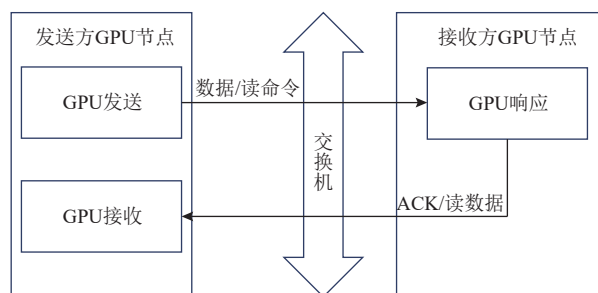 发送方GPU节点
接收方GPU节点
GPU发送
数据/读命令
GPU响应
交换机
GPU接收
ACK/读数据